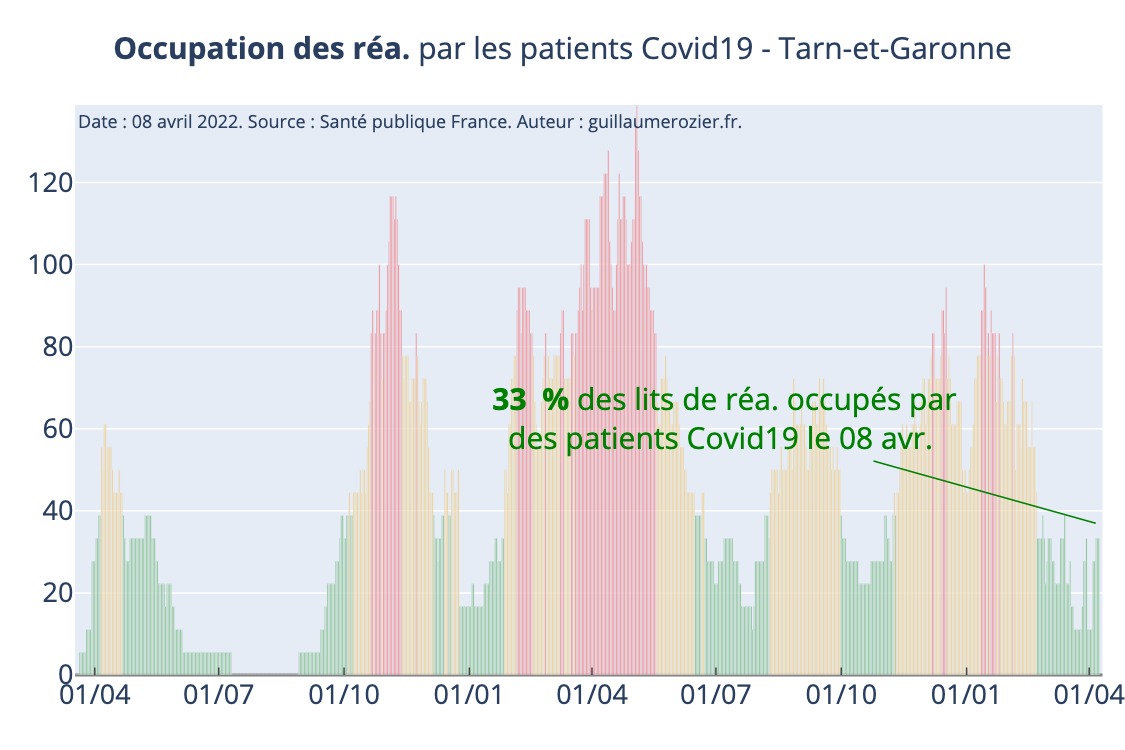 Occupation des réa. par les patients Covid19 - Tarn-et-Garonne
Date : 08 avril 2022. Source : Santé publique France. Auteur : guillaumerozier.fr.
120
100
80
60
40
20
0
33 % des lits de réa. occupés par
des patients Covid19 le 08 avr.
01/04 01/07 01/10 01/01 01/04 01/07 01/10 01/01 01/04